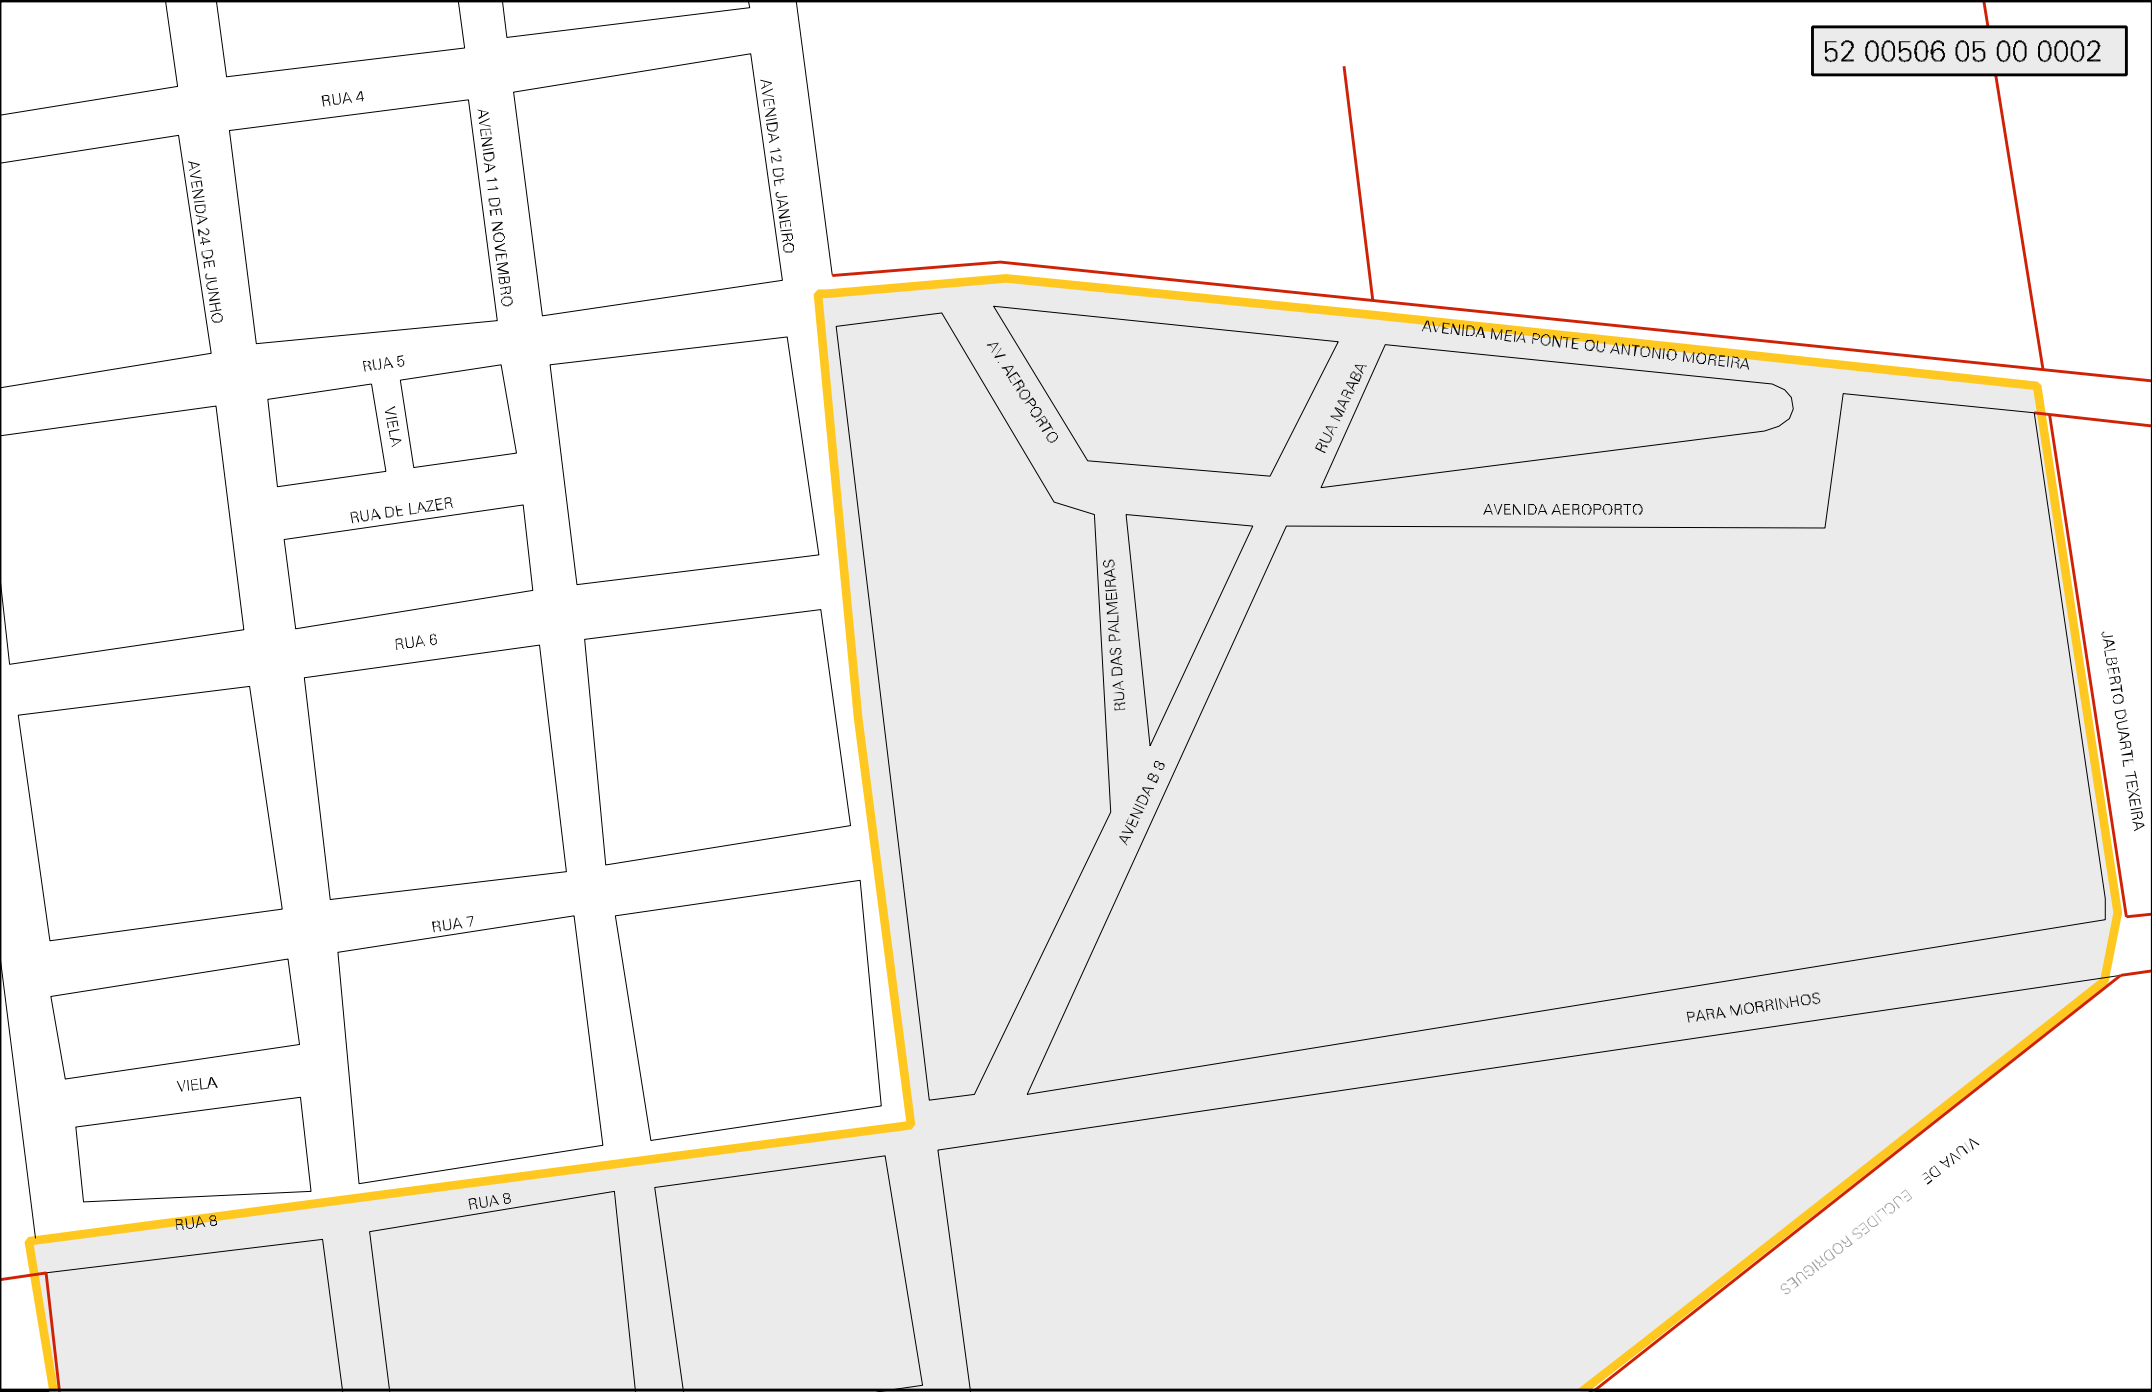 52 00506 05 00 0002
RUA 4
AVENIDA 24 DE JUNHO
AVENIDA 11 DE NOVEMBRO
AVENIDA 12 DE JANEIRO
RUA 5
VIELA
RUA DE LAZER
RUA 6
RUA 7
VIELA
RUA 8
RUA 8
AV. AEROPORTO
RUA MARABA
AVENIDA MEIA PONTE OU ANTONIO MOREIRA
AVENIDA AEROPORTO
RUA DAS PALMEIRAS
AVENIDA B 8
JALBERTO DUARTE TEXEIRA
PARA MORRINHOS
VIUVA DE
EUCLIDES RODRIGUES